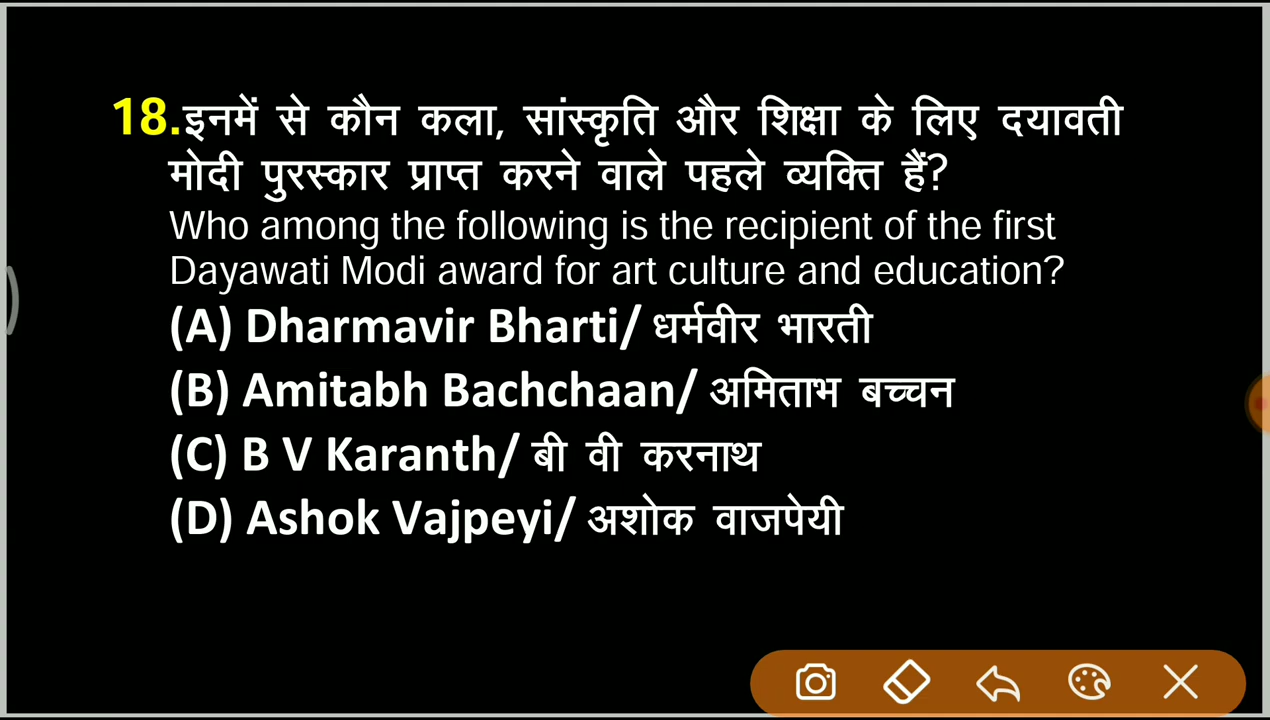 18.इनमें से कौन कला, सांस्कृति और शिक्षा के लिए दयावती
मोदी पुरस्कार प्राप्त करने वाले पहले व्यक्ति हैं?
Who among the following is the recipient of the first
Dayawati Modi award for art culture and education?
(A) Dharmavir Bharti/ धर्मवीर भारती
(B) Amitabh Bachchaan/ अमिताभ बच्चन
(C) B V Karanth/ बी वी करनाथ
(D) Ashok Vajpeyi/ अशोक वाजपेयी